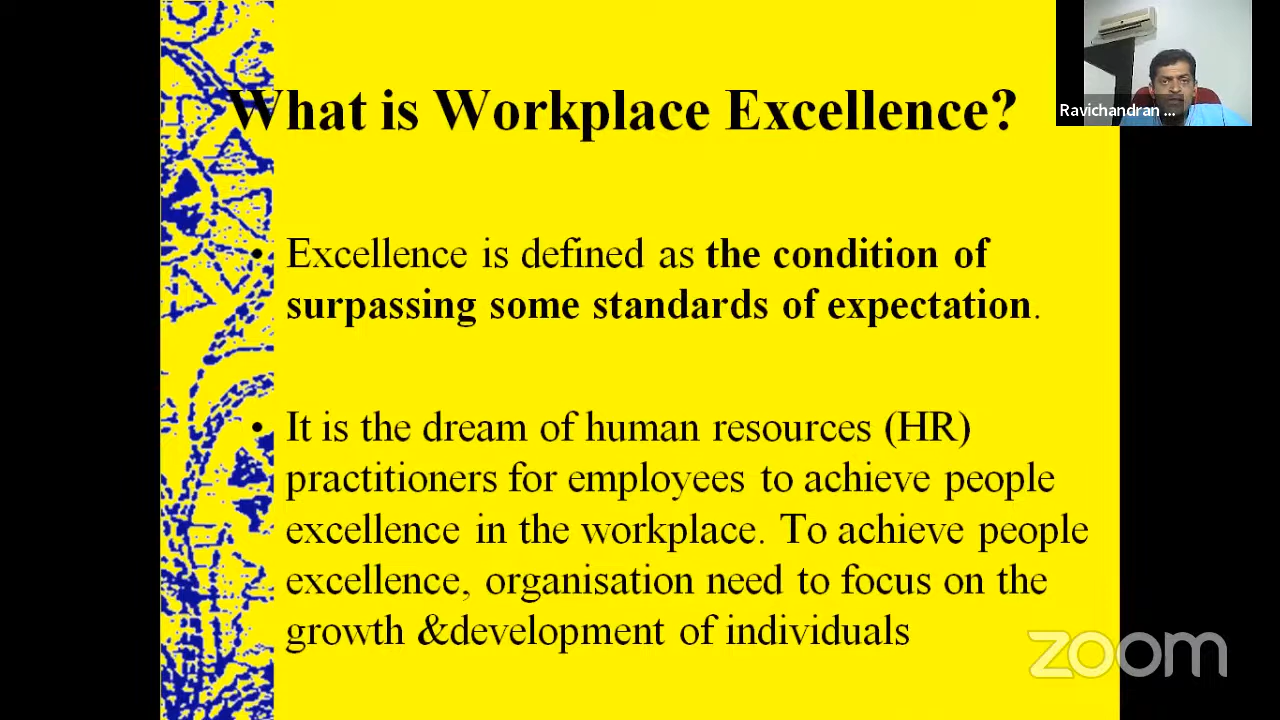 What is Workplace Excellence?
Ravichandran ...
• Excellence is defined as the condition of
surpassing some standards of expectation.
• It is the dream of human resources (HR)
practitioners for employees to achieve people
excellence in the workplace. To achieve people
excellence, organisation need to focus on the
growth &development of individuals
zoom